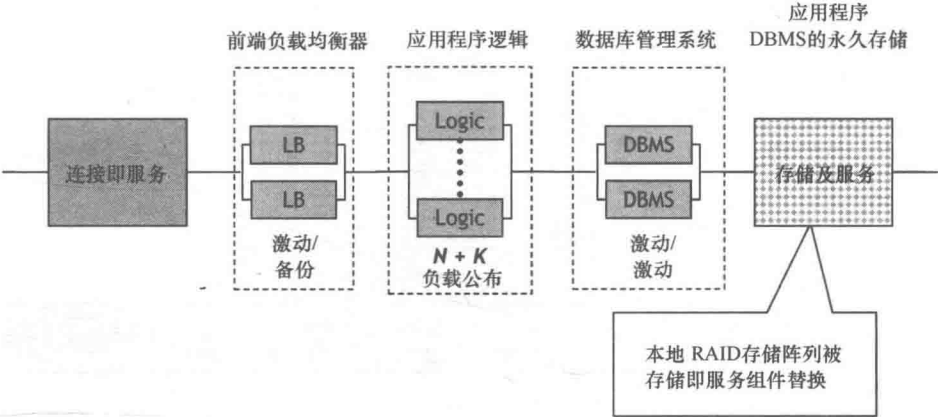 应用程序
前端负载均衡器 应用程序逻辑 数据库管理系统 DBMS的永久存储
连接即服务
LB
LB
激动/
备份
Logic
Logic
N + K
负载公布
DBMS
DBMS
激动/
激动
存储及服务
本地 RAID存储阵列被
存储即服务组件替换